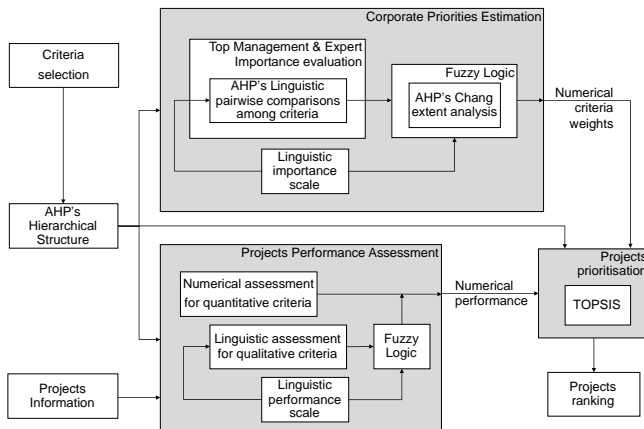 Corporate Priorities Estimation
Criteria
selection
Top Management & Expert
Importance evaluation
AHP's Linguistic
pairwise comparisons
among criteria
Fuzzy Logic
AHP's Chang
extent analysis
Numerical
criteria
weights
Linguistic
importance
scale
AHP's
Hierarchical
Structure
Projects Performance Assessment
Numerical assessment
for quantitative criteria
Numerical
performance
Projects
prioritisation
TOPSIS
Linguistic assessment
for qualitative criteria
Fuzzy
Logic
Projects
Information
Linguistic
performance
scale
Projects
ranking